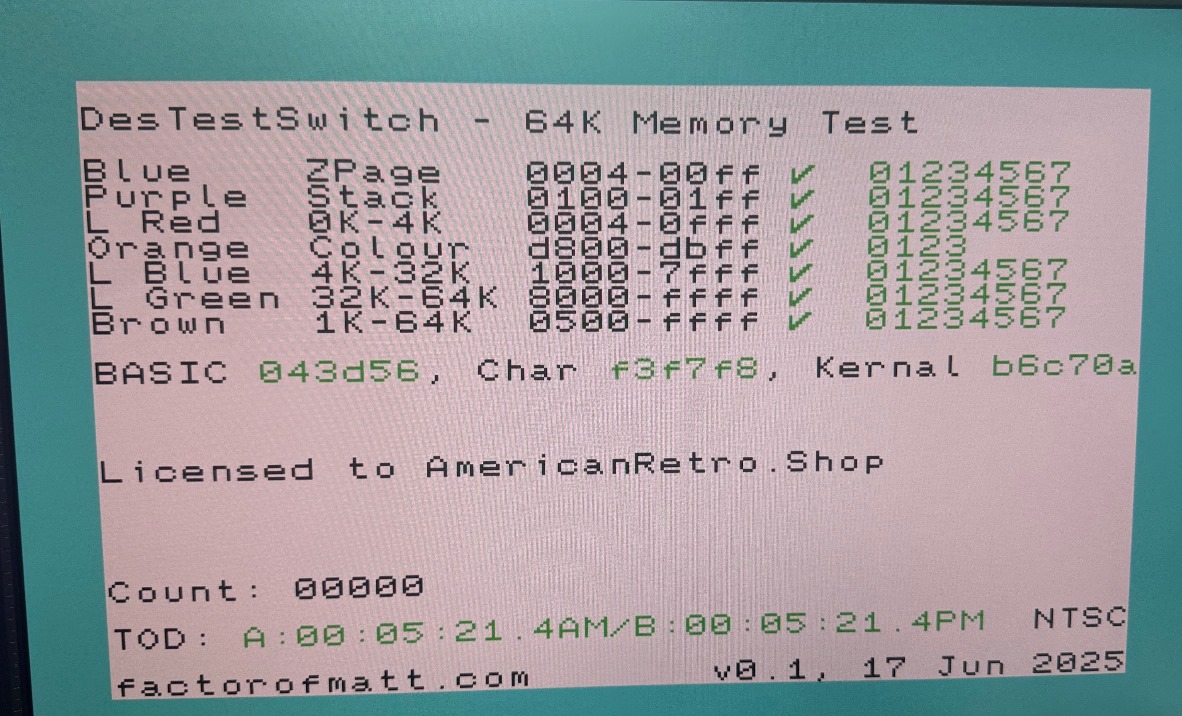 DesTestSwitch - 64K Memory Test
Blue ZPage 0004-00ff ✔ 01234567
Purple Stack 0100-01ff ✔ 01234567
L Red 0K-4K 0004-0fff ✔ 01234567
Orange Colour d800-dbff ✔ 0123
L Blue 4K-32K 1000-7fff ✔ 01234567
L Green 32K-64K 8000-ffff ✔ 01234567
Brown 1K-64K 0500-ffff ✔ 01234567
BASIC 043d56, Char f3f7f8, Kernal b6c70a
Licensed to AmericanRetro.Shop
Count: 00000
TOD: A:00:05:21.4AM/B:00:05:21.4PM NTSC
factorofmatt.com v0.1, 17 Jun 2025